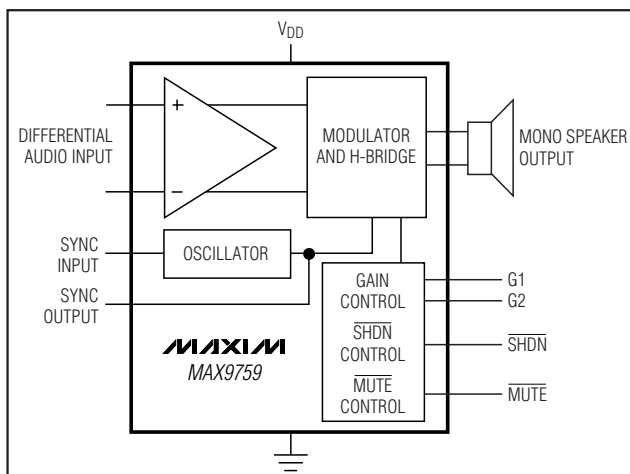 VDD
+
−
DIFFERENTIAL
AUDIO INPUT
MODULATOR
AND H-BRIDGE
MONO SPEAKER
OUTPUT
SYNC
INPUT
OSCILLATOR
SYNC
OUTPUT
GAIN
CONTROL
G1
G2
SHDN
CONTROL
SHDN
MUTE
CONTROL
MUTE
MAXIM
MAX9759